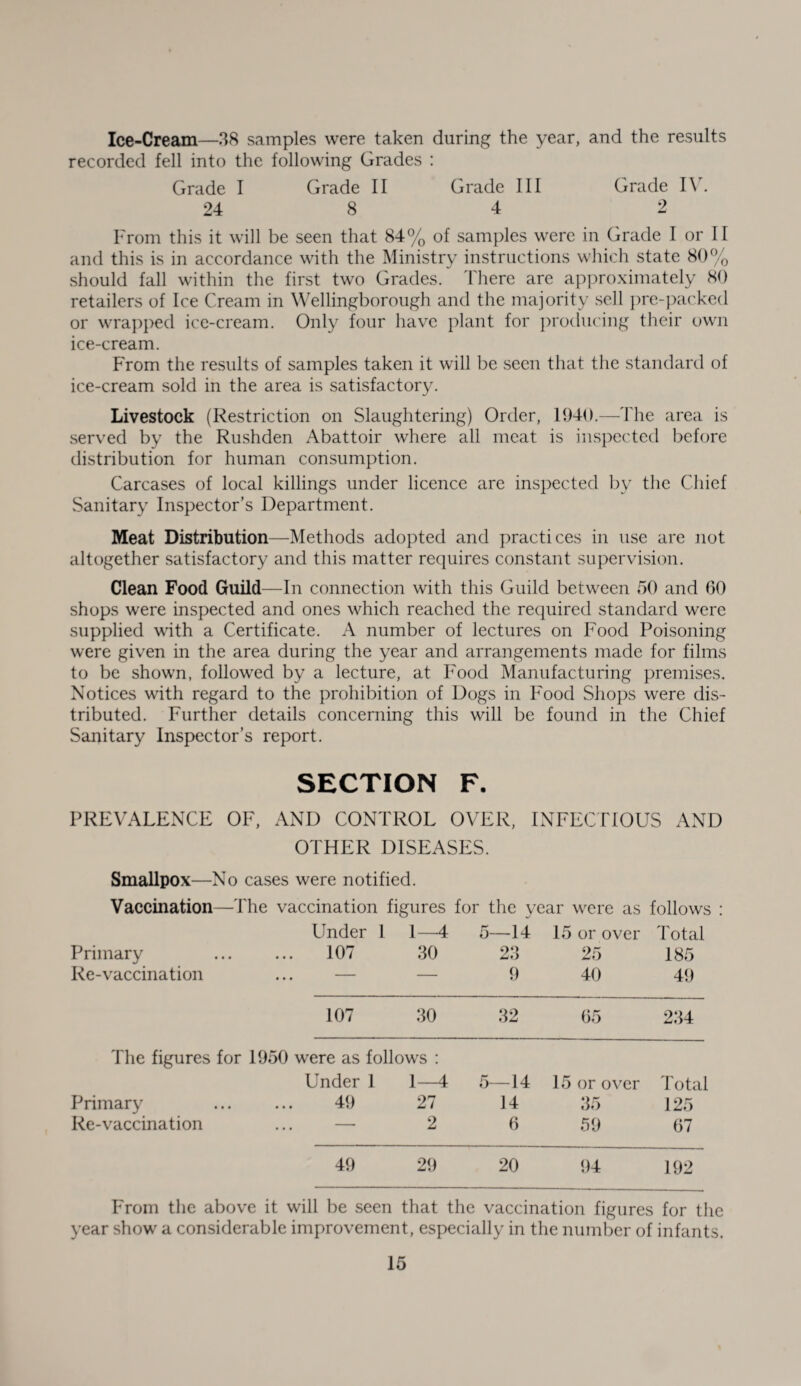 Ice-Cream—38 samples were taken during the year, and the results
recorded fell into the following Grades :
Grade I Grade II Grade III Grade IV.
24 8 4 2
From this it will be seen that 84% of samples were in Grade I or II
and this is in accordance with the Ministry instructions which state 80%
should fall within the first two Grades. There are approximately 80
retailers of Ice Cream in Wellingborough and the majority sell pre-packed
or wrapped ice-cream. Only four have plant for producing their own
ice-cream.
From the results of samples taken it will be seen that the standard of
ice-cream sold in the area is satisfactory.
Livestock (Restriction on Slaughtering) Order, 1940.—The area is
served by the Rushden Abattoir where all meat is inspected before
distribution for human consumption.
Carcases of local killings under licence are inspected by the Chief
Sanitary Inspector's Department.
Meat Distribution—Methods adopted and practices in use are not
altogether satisfactory and this matter requires constant supervision.
Clean Food Guild—In connection with this Guild between 50 and 60
shops were inspected and ones which reached the required standard were
supplied with a Certificate. A number of lectures on Food Poisoning
were given in the area during the year and arrangements made for films
to be shown, followed by a lecture, at Food Manufacturing premises.
Notices with regard to the prohibition of Dogs in Food Shops were dis-
tributed. Further details concerning this will be found in the Chief
Sanitary Inspector's report.
SECTION F.
PREVALENCE OF, AND CONTROL OVER, INFECTIOUS AND
OTHER DISEASES.
Smallpox—No cases were notified.
Vaccination—The vaccination figures for the year were as follows :
Under 1 1—4 5—14 15 or over Total
Primary ... ... 107 30 23 25 185
Re-vaccination ... — — 9 40 49
107 30 32 65 234
The figures for 1950 were as follows :
Under 1 1—4 5—14 15 or over Total
Primary ... ... 49 27 14 35 125
Re-vaccination ... — 2 6 59 67
49 29 20 94 192
From the above it will be seen that the vaccination figures for the
year show a considerable improvement, especially in the number of infants.
15